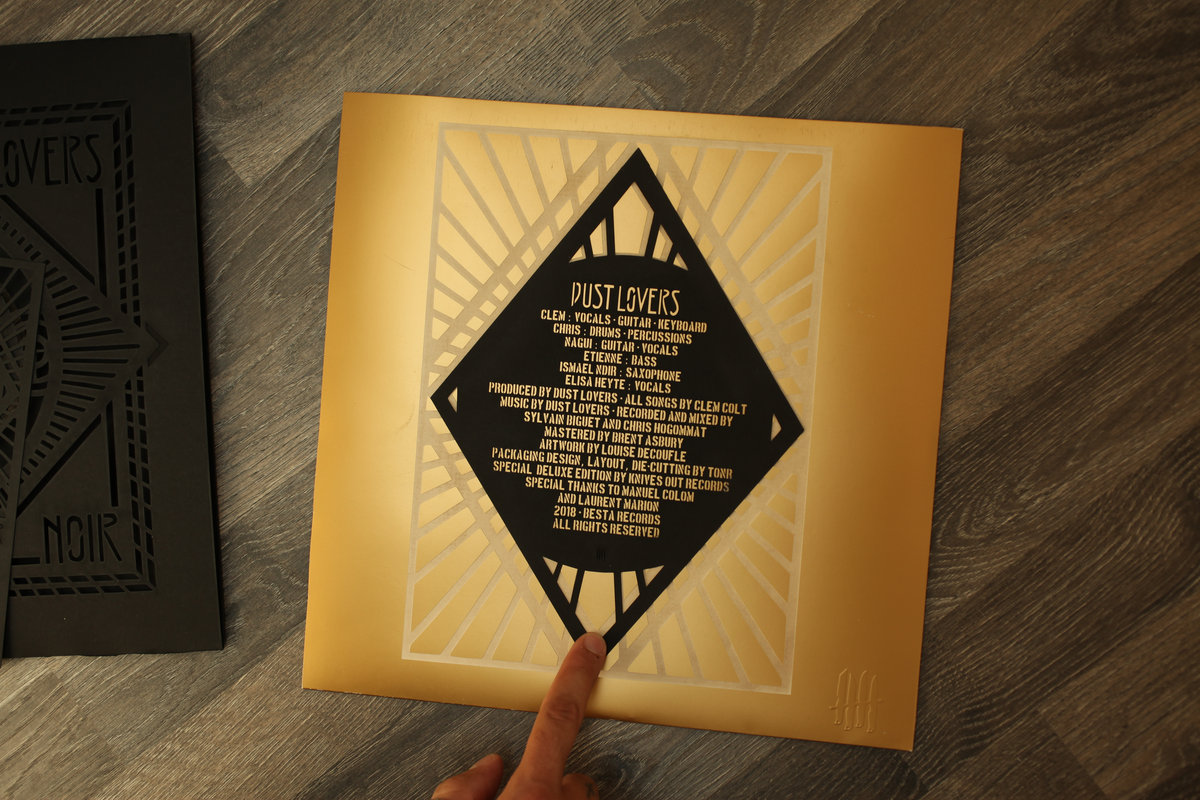 LOVERS
NOIR
DUST LOVERS
CLEM : VOCALS · GUITAR · KEYBOARD
CHRIS : DRUMS · PERCUSSIONS
NAGUI : GUITAR · VOCALS
ETIENNE : BASS
ISMAEL NDIR : SAXOPHONE
ELISA HEYTE : VOCALS
PRODUCED BY DUST LOVERS · ALL SONGS BY CLEM COLT
MUSIC BY DUST LOVERS · RECORDED AND MIXED BY
SYLVAIN BIGUET AND CHRIS HOGOMMAT
MASTERED BY BRENT ASBURY
ARTWORK BY LOUISE DECOUFLE
PACKAGING DESIGN, LAYOUT, DIE-CUTTING BY TONR
SPECIAL DELUXE EDITION BY KNIVES OUT RECORDS
SPECIAL THANKS TO MANUEL COLOM
AND LAURENT MARION
2018 · BESTA RECORDS
ALL RIGHTS RESERVED